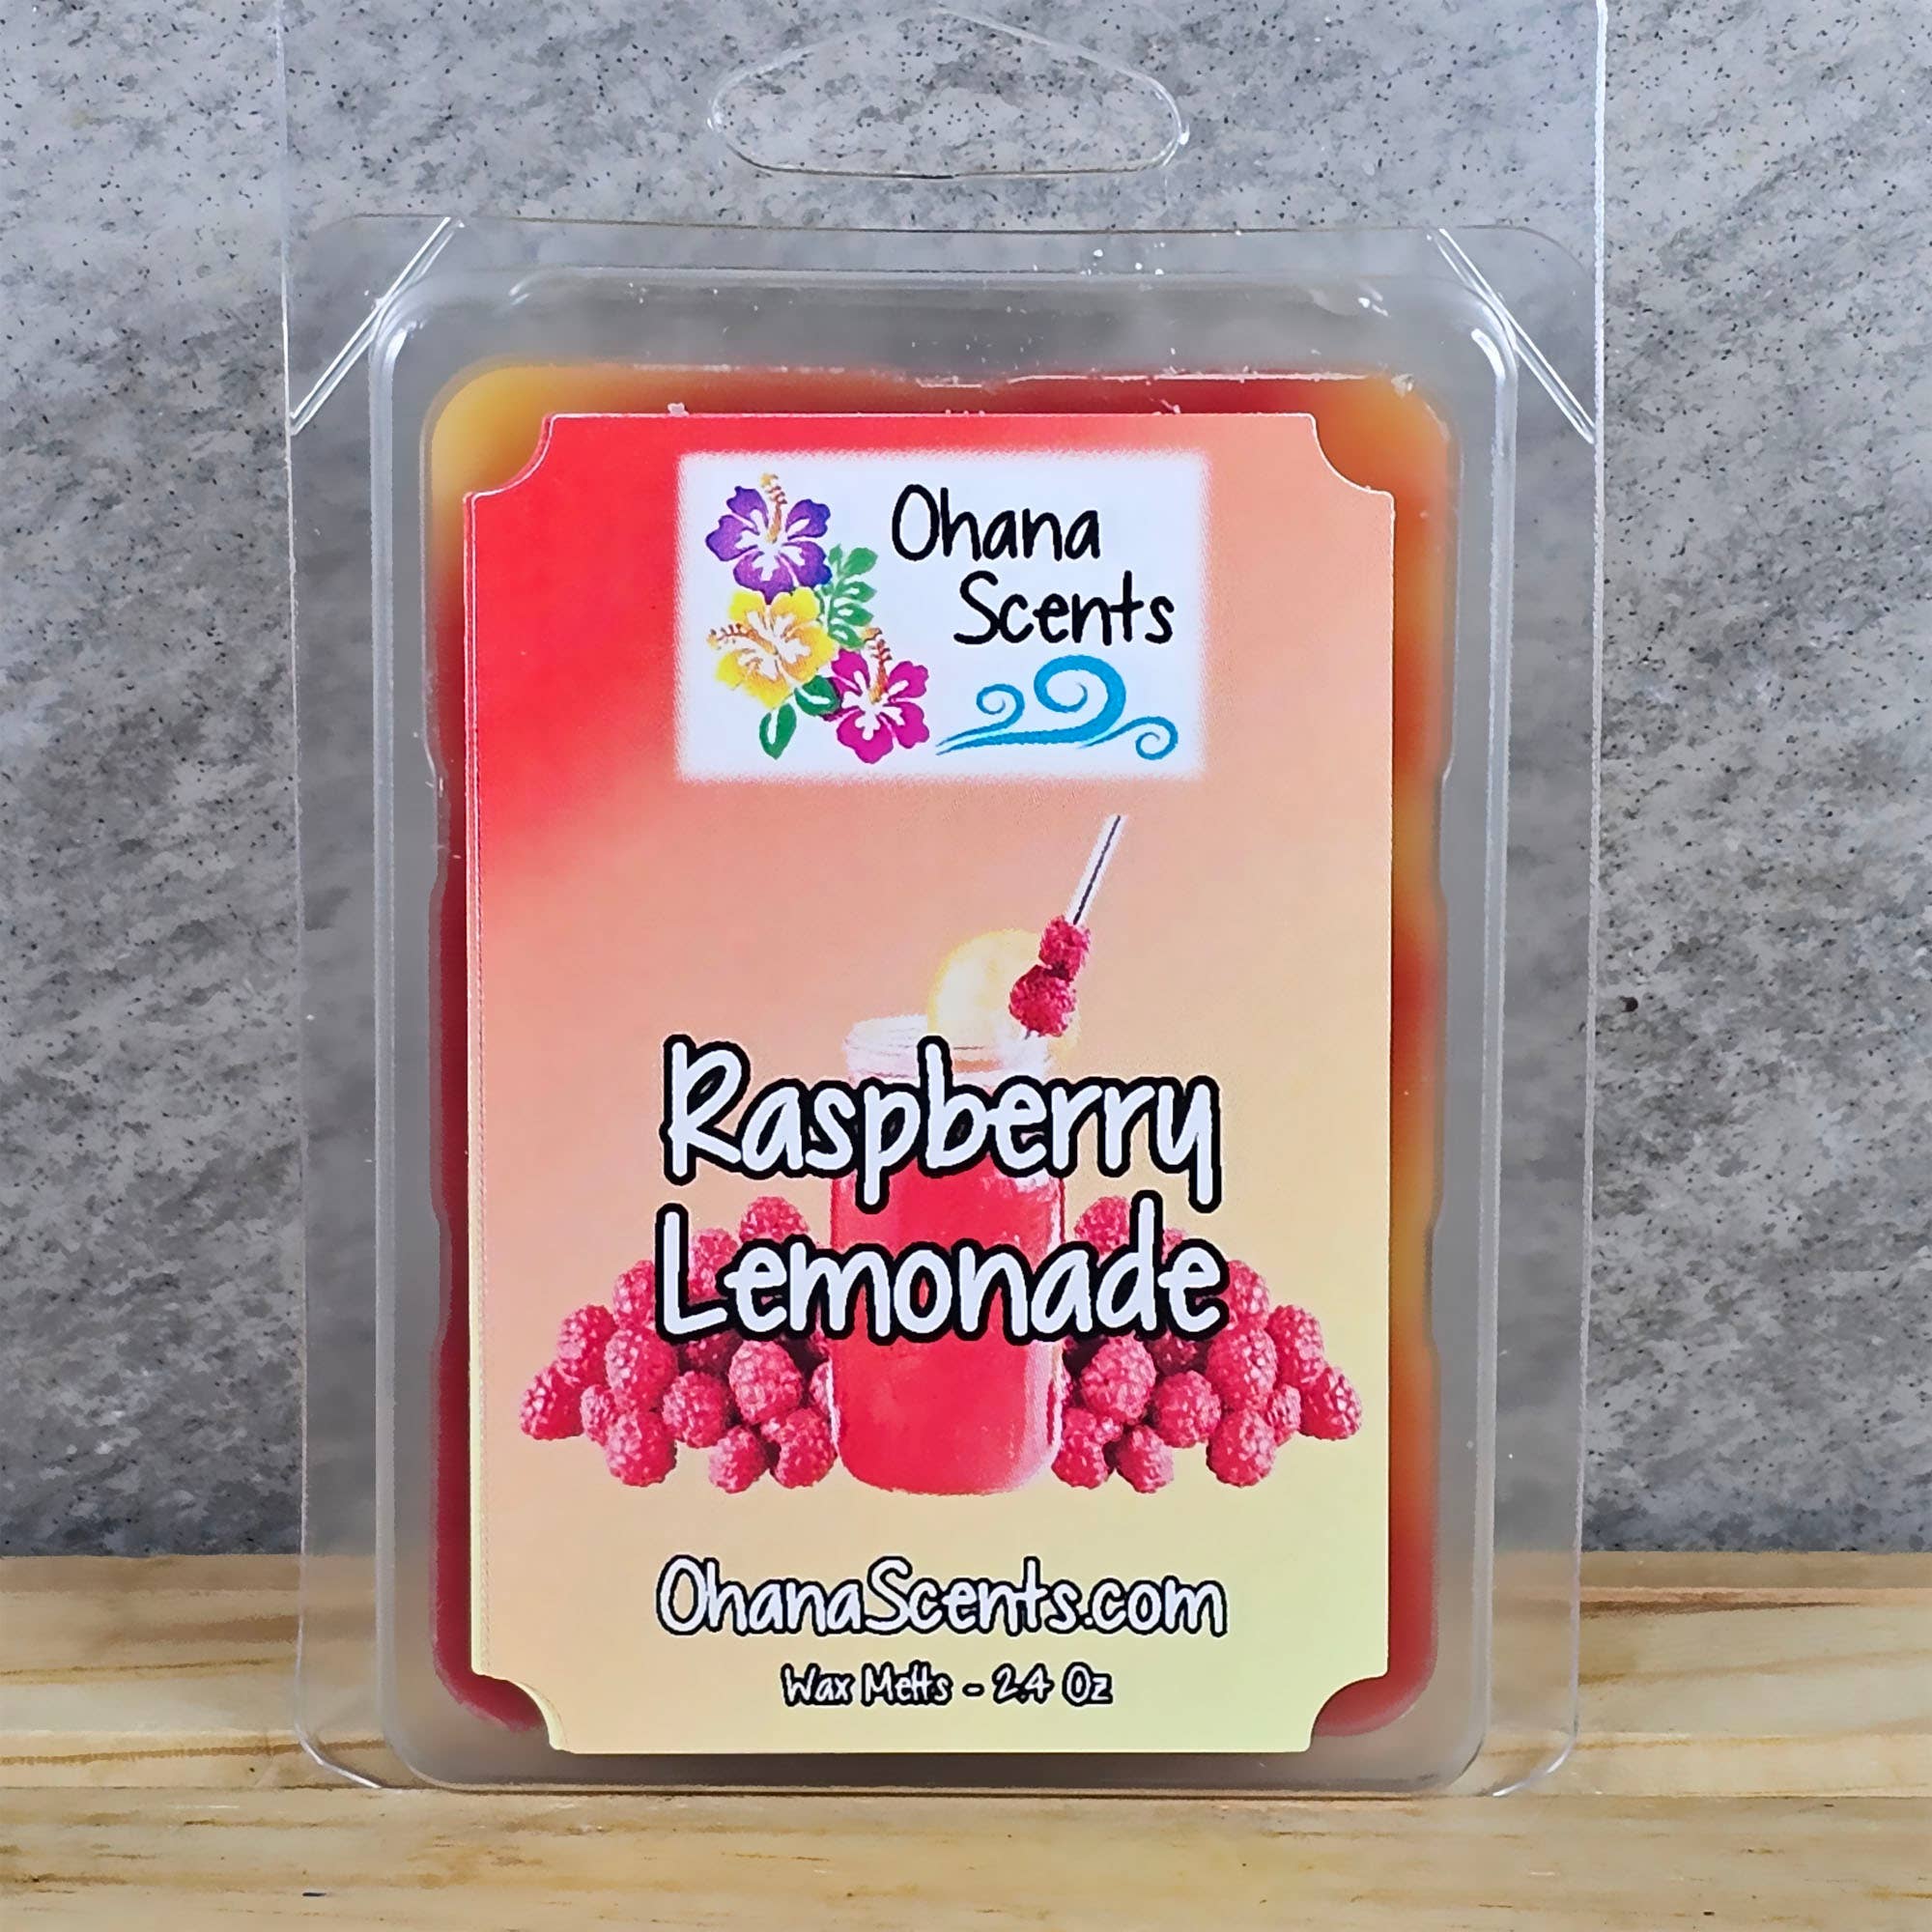 Ohana
Scents
Raspberry
Lemonade
OhanaScents.com
Wax Melts - 2.4 Oz